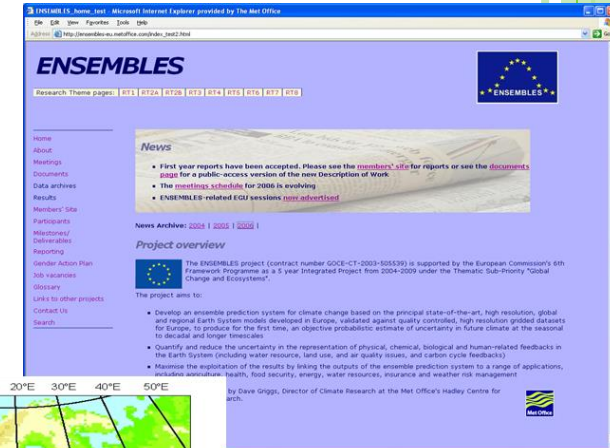 ENSEMBLES_home_test - Microsoft Internet Explorer provided by The Met Office
File Edit View Favorites Tools Help
Address http://ensembles-eu.metoffice.com/index_test2.html Go
ENSEMBLES
ENSEMBLES
Research Theme pages: | RT1 | RT2A | RT2B | RT3 | RT4 | RT5 | RT6 | RT7 | RT8
Home
About
Meetings
Documents
Data archives
Results
Members' Site
Participants
Milestones/
Deliverables
Reporting
Gender Action Plan
Job vacancies
Glossary
Links to other projects
Contact Us
Search
News
First year reports have been accepted. Please see the members' site for reports or see the documents
page for a public-access version of the new Description of Work
The meetings schedule for 2006 is evolving
ENSEMBLES-related EGU sessions now advertised
News Archive: 2004 | 2005 | 2006 |
Project overview
The ENSEMBLES project (contract number GOCE-CT-2003-505539) is supported by the European Commission's 6th
Framework Programme as a 5 year Integrated Project from 2004-2009 under the Thematic Sub-Priority "Global
Change and Ecosystems".
The project aims to:
Develop an ensemble prediction system for climate change based on the principal state-of-the-art, high resolution, global
and regional Earth System models developed in Europe, validated against quality controlled, high resolution gridded datasets
for Europe, to produce for the first time, an objective probabilistic estimate of uncertainty in future climate at the seasonal
to decadal and longer timescales
Quantify and reduce the uncertainty in the representation of physical, chemical, biological and human-related feedbacks in
the Earth System (including water resource, land use, and air quality issues, and carbon cycle feedbacks)
Maximise the exploitation of the results by linking the outputs of the ensemble prediction system to a range of applications,
including agriculture, health, food security, energy, water resources, insurance and weather risk management
by Dave Griggs, Director of Climate Research at the Met Office's Hadley Centre for
arch.
Met Office
20°E 30°E 40°E 50°E